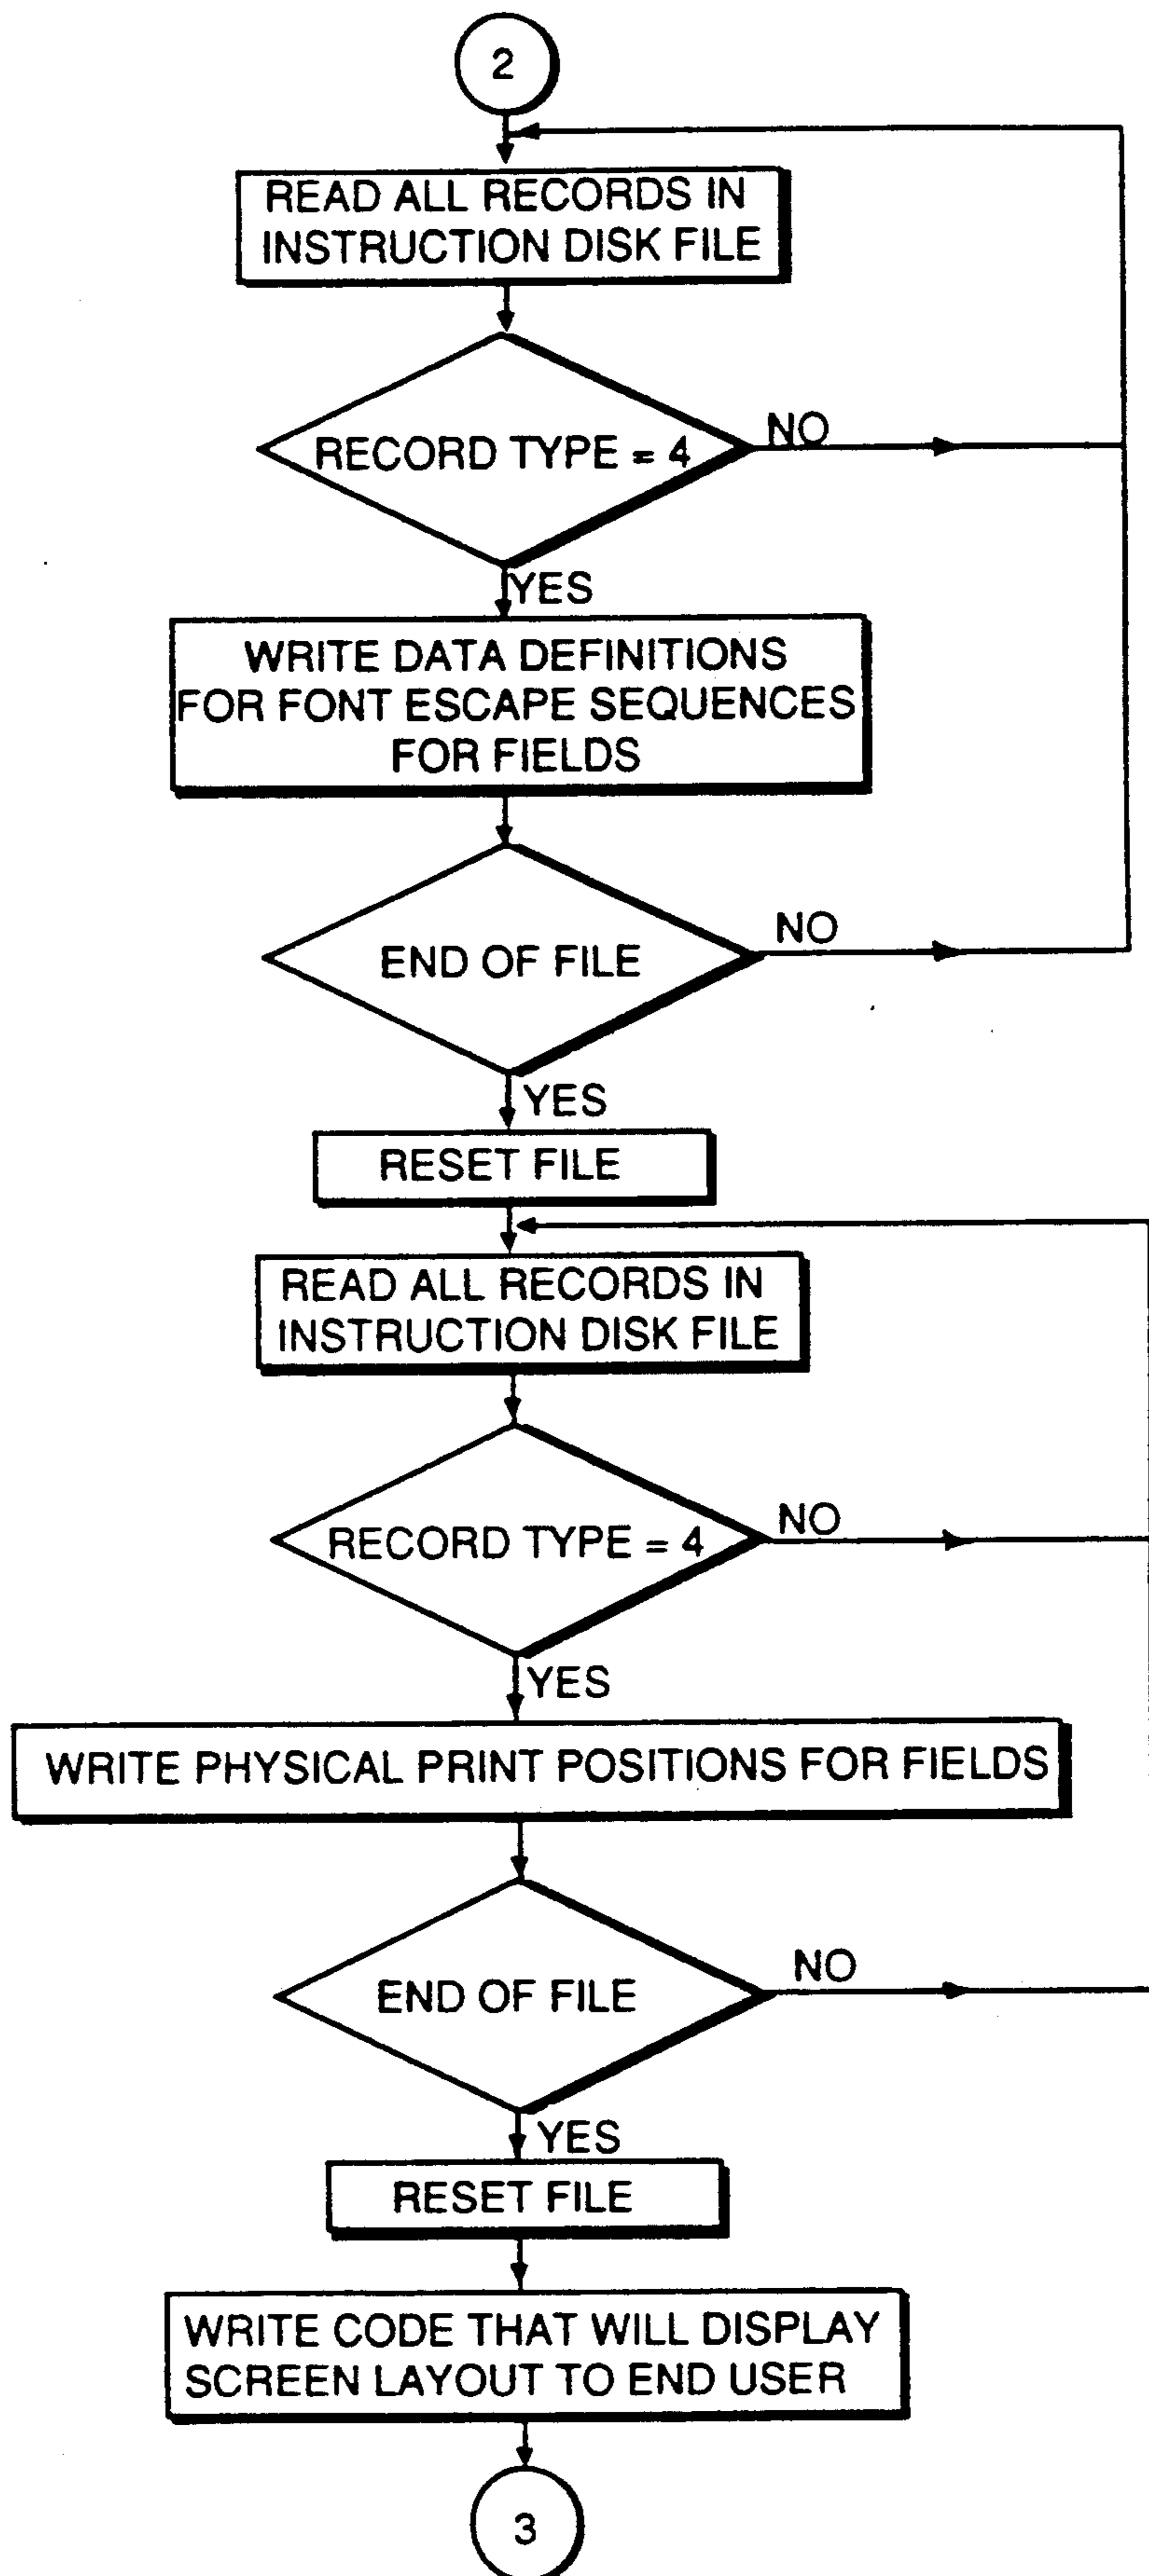 2
READ ALL RECORDS IN
INSTRUCTION DISK FILE
RECORD TYPE = 4
NO
YES
WRITE DATA DEFINITIONS
FOR FONT ESCAPE SEQUENCES
FOR FIELDS
END OF FILE
NO
YES
RESET FILE
READ ALL RECORDS IN
INSTRUCTION DISK FILE
RECORD TYPE = 4
NO
YES
WRITE PHYSICAL PRINT POSITIONS FOR FIELDS
END OF FILE
NO
YES
RESET FILE
WRITE CODE THAT WILL DISPLAY
SCREEN LAYOUT TO END USER
3